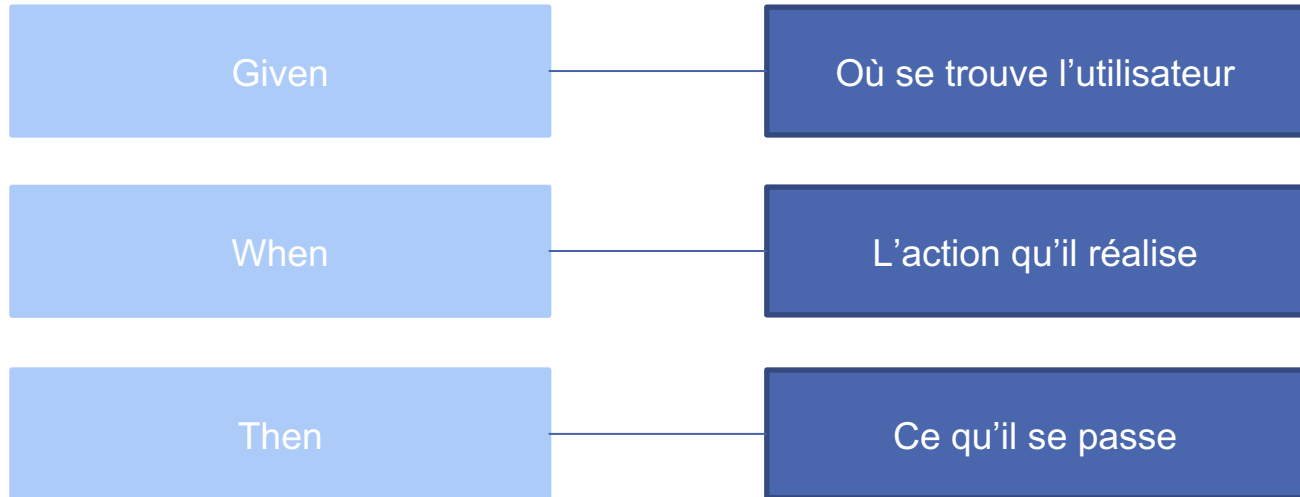 Given
Où se trouve l’utilisateur
When
L’action qu’il réalise
Then
Ce qu’il se passe